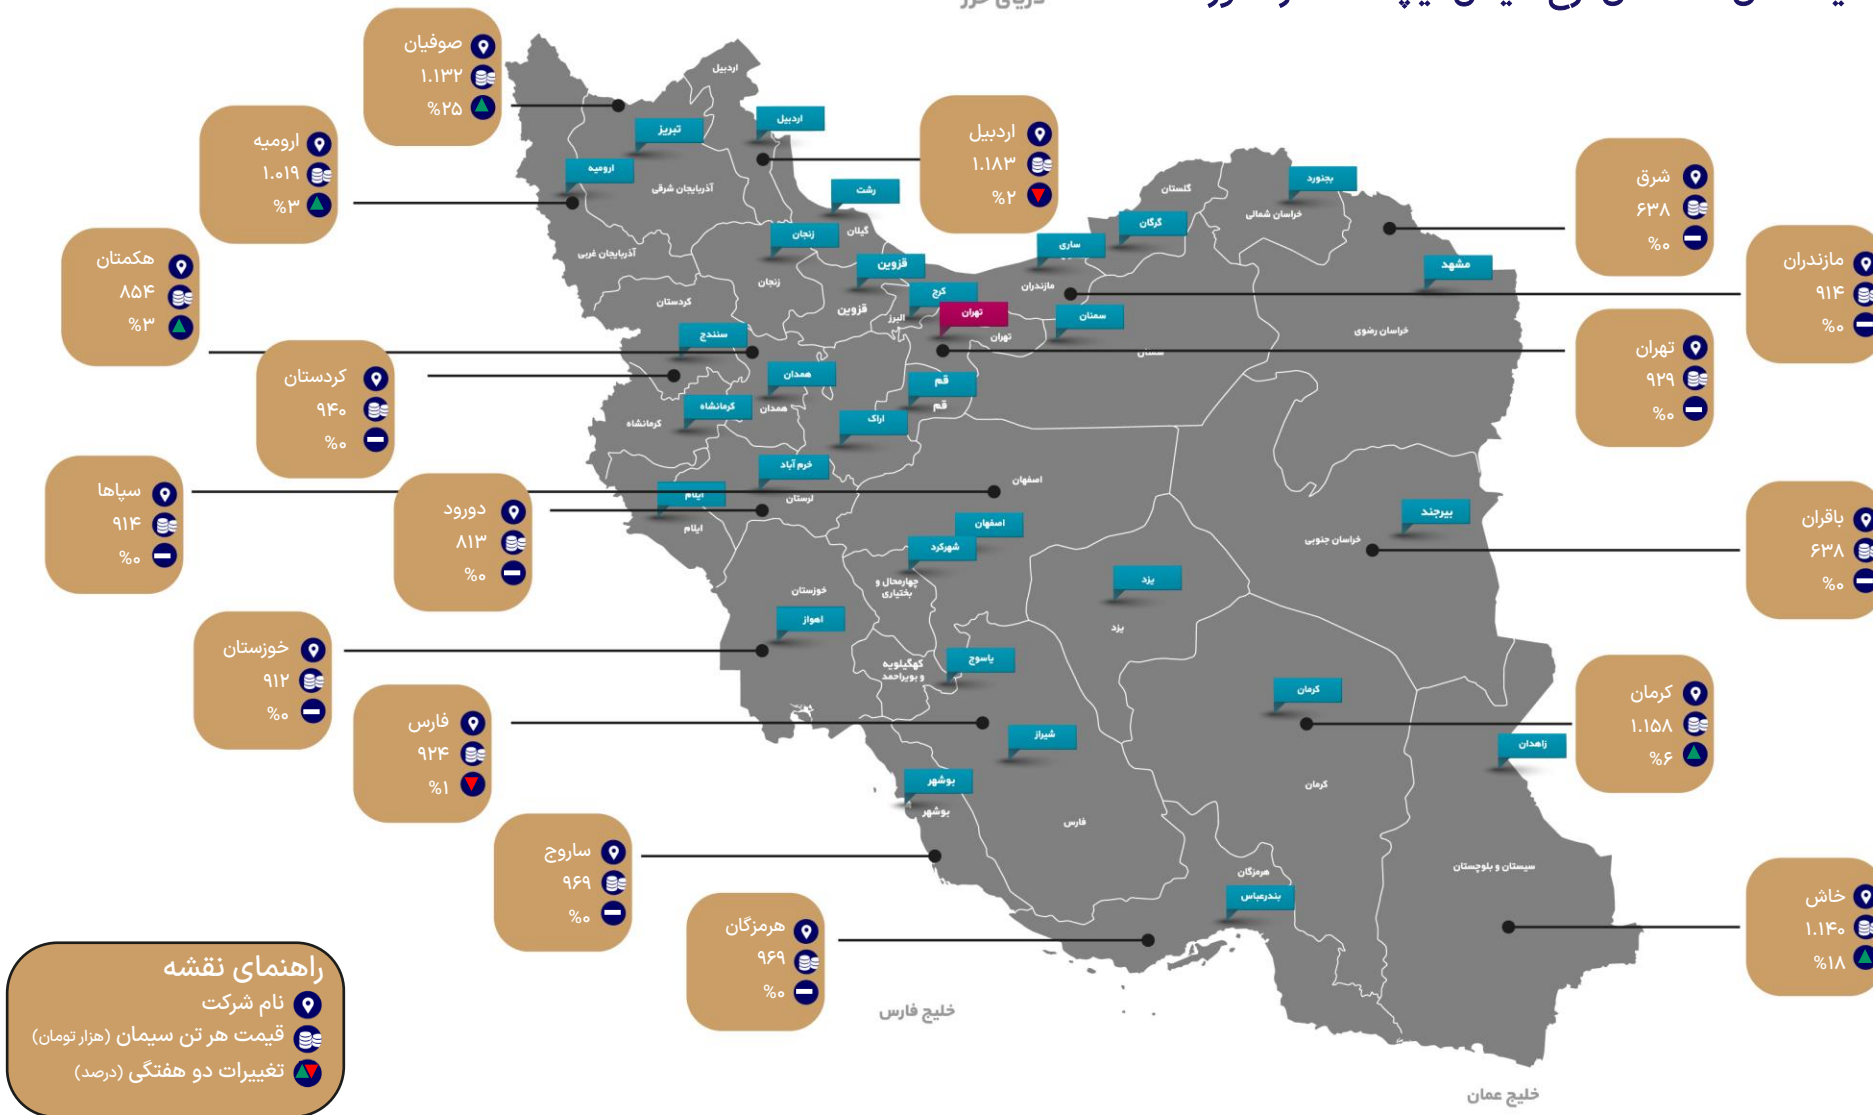 صوفیان
۱.۱۳۲
%۲۵
ارومیه
۱.۰۱۹
%۳
هکمتان
۸۵۴
%۳
کردستان
۹۴۰
%۰
سپاها
۹۱۴
%۰
دورود
۸۱۳
%۰
خوزستان
۹۱۲
%۰
فارس
۹۲۴
%۱
ساروج
۹۶۹
%۰
هرمزگان
۹۶۹
%۰
اردبیل
۱.۱۸۳
%۲
شرق
۶۳۸
%۰
مازندران
۹۱۴
%۰
تهران
۹۲۹
%۰
باقران
۶۳۸
%۰
کرمان
۱.۱۵۸
%۶
خاش
۱.۱۴۰
%۱۸
اردبیل
اردبیل
تبریز
ارومیه
آذربایجان شرقی
آذربایجان غربی
رشت
گیلان
زنجان
زنجان
قزوین
قزوین
کرج
البرز
تهران
تهران
ساری
مازندران
گرگان
گلستان
بجنورد
خراسان شمالی
مشهد
خراسان رضوی
سمنان
سمنان
کردستان
سنندج
همدان
همدان
کرمانشاه
کرمانشاه
قم
قم
اراک
خرم آباد
لرستان
ایلام
ایلام
اصفهان
اصفهان
شهرکرد
چهارمحال و
بختیاری
خوزستان
اهواز
یاسوج
کهگیلویه
و بویراحمد
یزد
یزد
بیرجند
خراسان جنوبی
کرمان
کرمان
زاهدان
سیستان و بلوچستان
شیراز
فارس
بوشهر
بوشهر
هرمزگان
بندرعباس
خلیج فارس
خلیج عمان
راهنمای نقشه
نام شرکت
قیمت هر تن سیمان (هزار تومان)
تغییرات دو هفتگی (درصد)